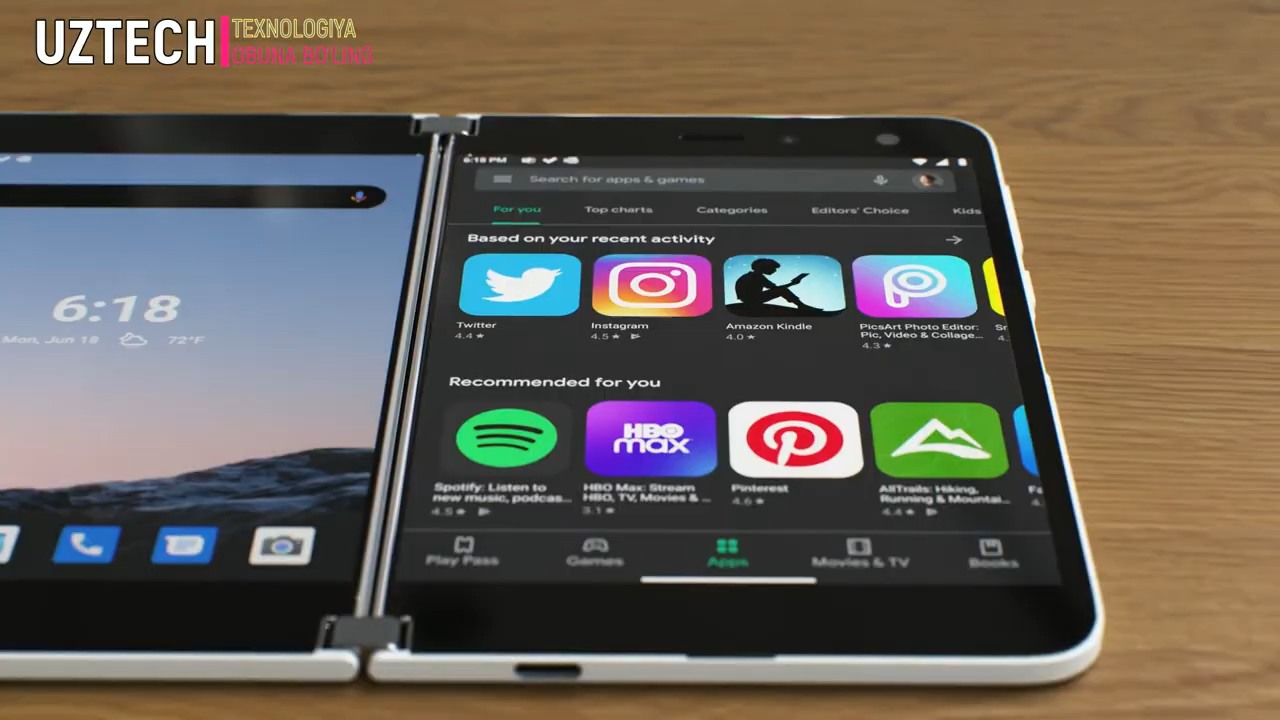 UZTECH
TEXNOLOGIYA
OBUNA BO'LING
6:18
Mon, Jun 18
72°F
6:18 PM
Search for apps & games
For you
Top charts
Categories
Editors' Choice
Kids
Based on your recent activity
Twitter
4.4 ★
Instagram
4.5 ★
Amazon Kindle
4.0 ★
PicsArt Photo Editor:
Pic, Video & Collage...
4.3 ★
Recommended for you
HBO
max
Spotify: Listen to
new music, podcas...
4.5 ★
HBO Max: Stream
HBO, TV, Movies & ...
3.1 ★
Pinterest
4.6 ★
AllTrails: Hiking,
Running & Mountai...
4.4 ★
Play Pass
Games
Apps
Movies & TV
Books